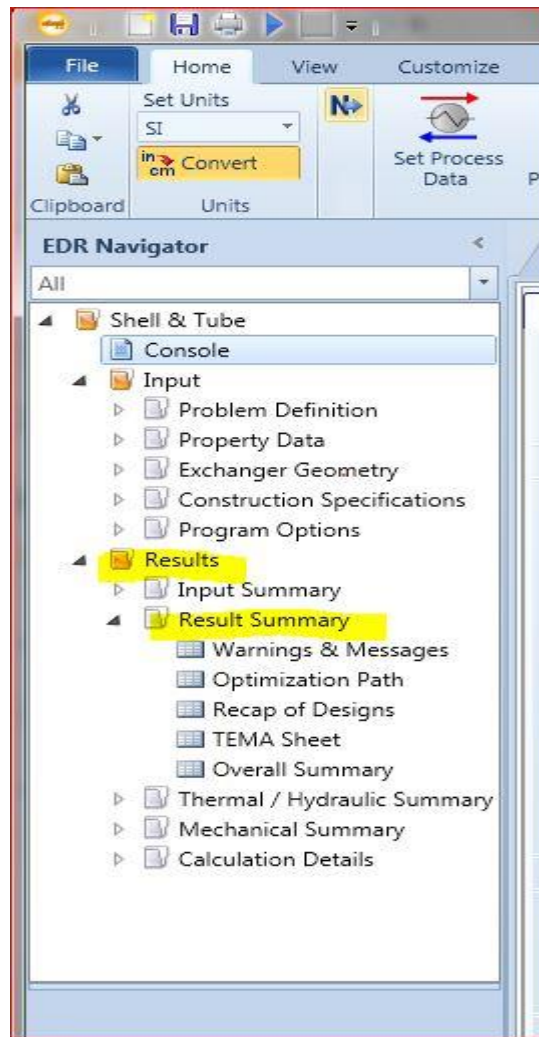 File Home View Customize
Set Units
SI
in cm Convert
N
Set Process
Data
P
Clipboard Units
EDR Navigator
All
Shell & Tube
Console
Input
Problem Definition
Property Data
Exchanger Geometry
Construction Specifications
Program Options
Results
Input Summary
Result Summary
Warnings & Messages
Optimization Path
Recap of Designs
TEMA Sheet
Overall Summary
Thermal / Hydraulic Summary
Mechanical Summary
Calculation Details